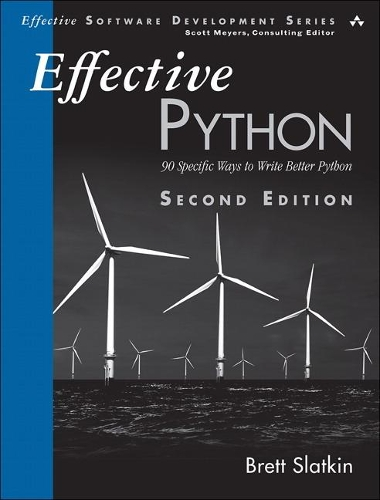 Effective Software Development Series
Scott Meyers, Consulting Editor
Effective
Python
90 Specific Ways to Write Better Python
Second Edition
Brett Slatkin